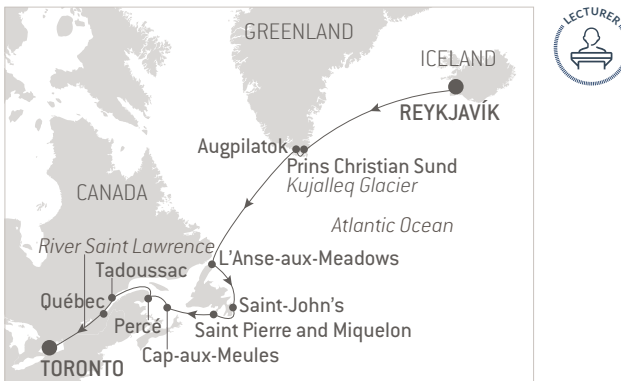 GREENLAND
LECTURER
ICELAND
REYKJAVÍK
Augpilatok
Prins Christian Sund
Kujalleq Glacier
CANADA
Atlantic Ocean
River Saint Lawrence
L'Anse-aux-Meadows
Tadoussac
Québec
Saint-John's
Percé
Saint Pierre and Miquelon
Cap-aux-Meules
TORONTO